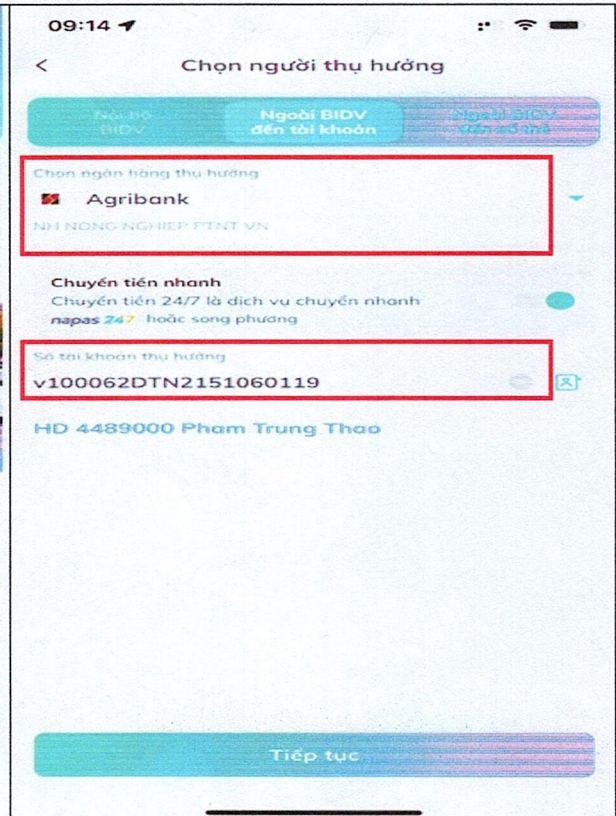 09:14
Chọn người thụ hưởng
Nội bộ
BIDV
Ngoài BIDV
đến tài khoản
Ngoài BIDV
đến số thẻ
Chọn ngân hàng thụ hưởng
Agribank
NH NONG NGHIEP PTNT VN
Chuyển tiền nhanh
Chuyển tiền 24/7 là dịch vụ chuyển nhanh
napas 247 hoặc song phương
Số tài khoản thụ hưởng
v100062DTN2151060119
HD 4489000 Pham Trung Thao
Tiếp tục